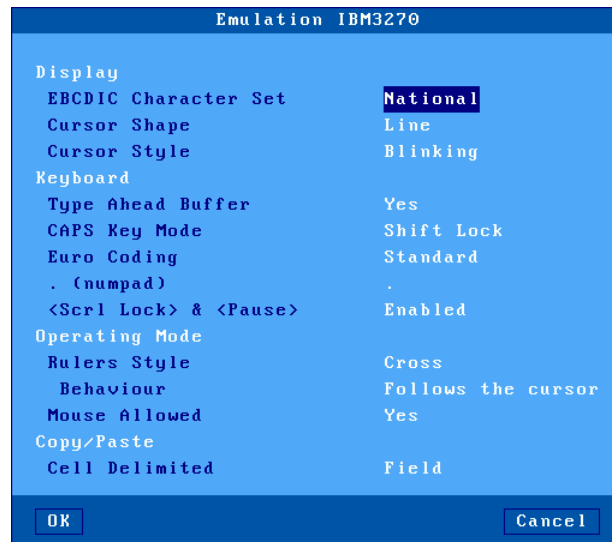 Emulation IBM3270
Display
EBCDIC Character Set National
Cursor Shape Line
Cursor Style Blinking
Keyboard
Type Ahead Buffer Yes
CAPS Key Mode Shift Lock
Euro Coding Standard
. (numpad) .
<Scrl Lock> & <Pause> Enabled
Operating Mode
Rulers Style Cross
Behaviour Follows the cursor
Mouse Allowed Yes
Copy/Paste
Cell Delimited Field
OK Cancel